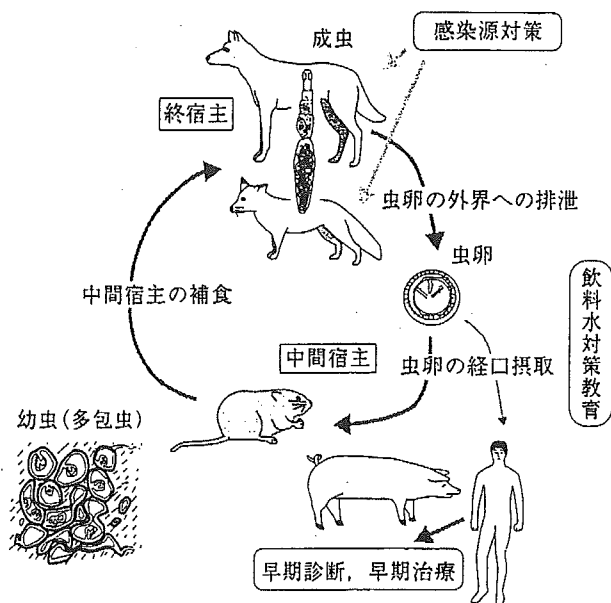 成虫
感染源対策
終宿主
虫卵の外界への排泄
虫卵
中間宿主の補食
飲料水対策教育
中間宿主
虫卵の経口摂取
幼虫(多包虫)
早期診断,早期治療